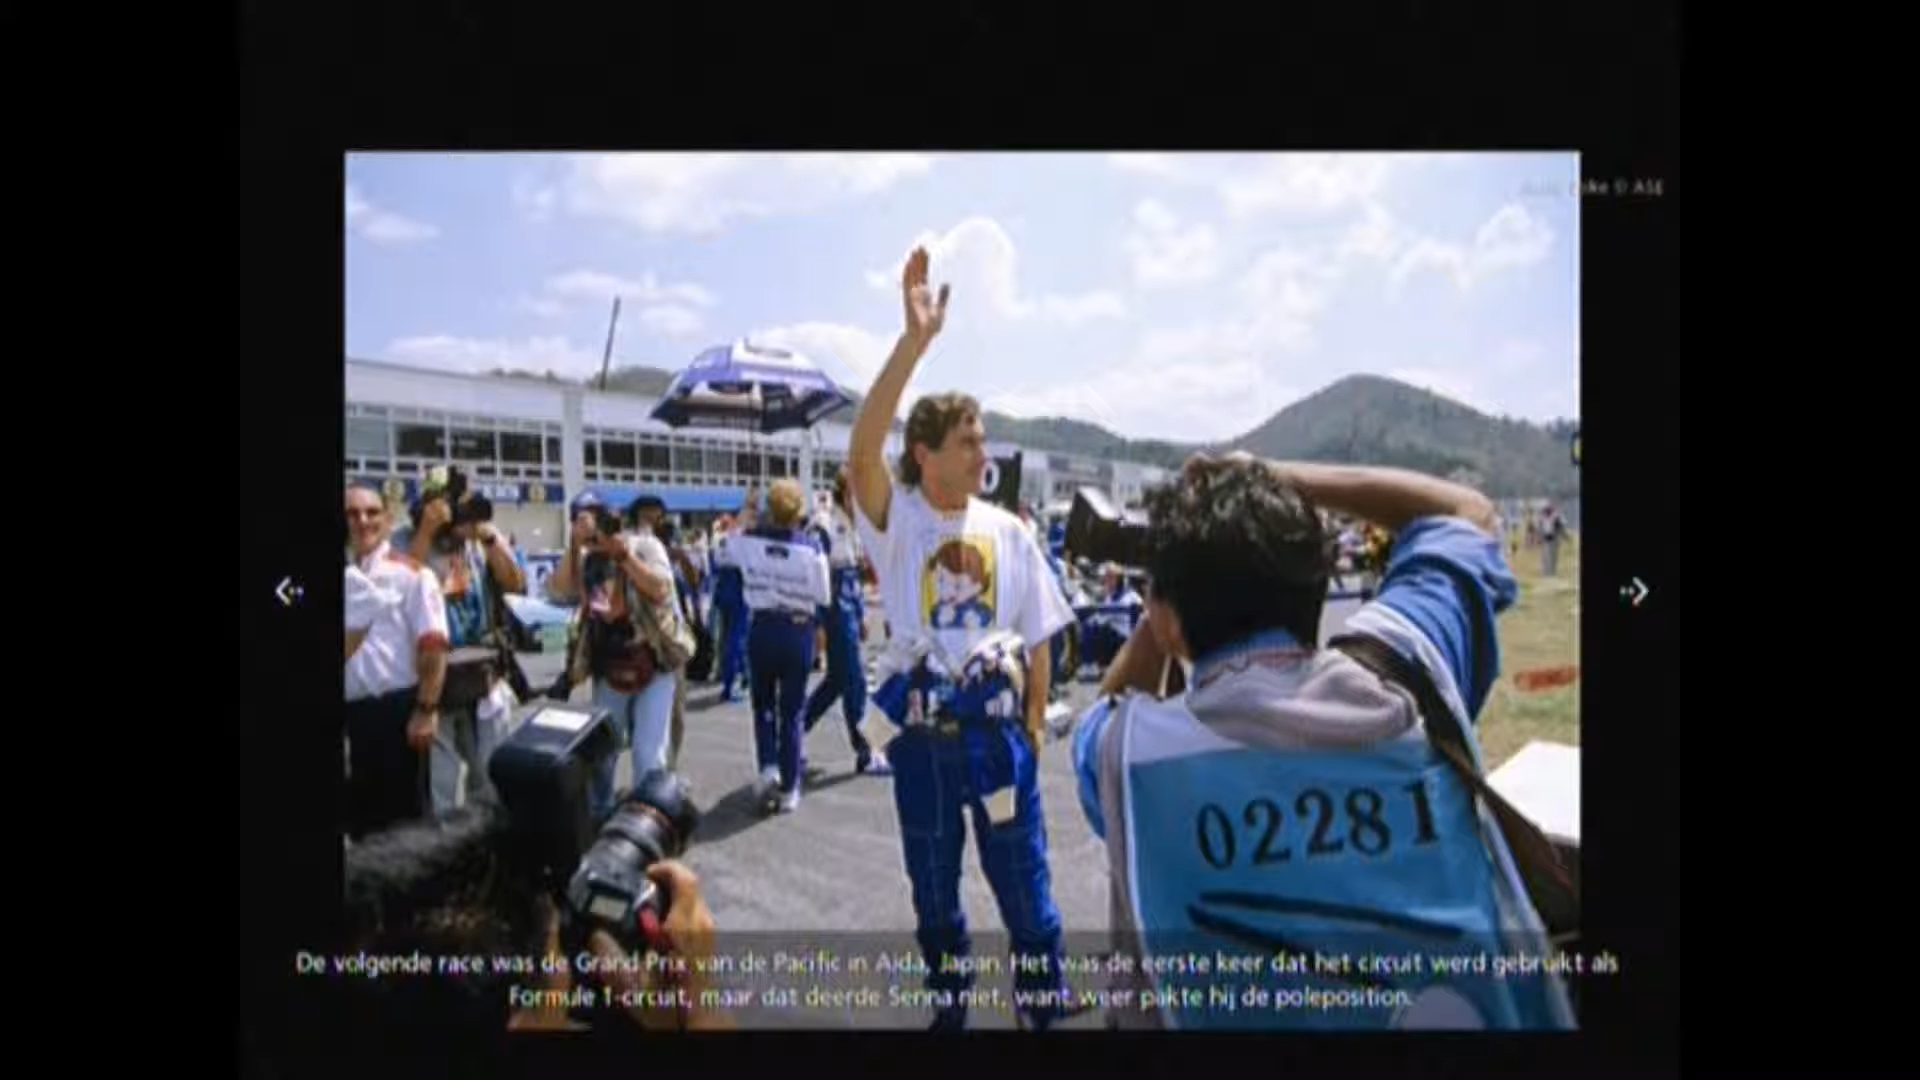 © ASE
0
02281
De volgende race was de Grand Prix van de Pacific in Aida, Japan. Het was de eerste keer dat het circuit werd gebruikt als
Formule 1-circuit, maar dat deerde Senna niet, want weer pakte hij de poleposition.